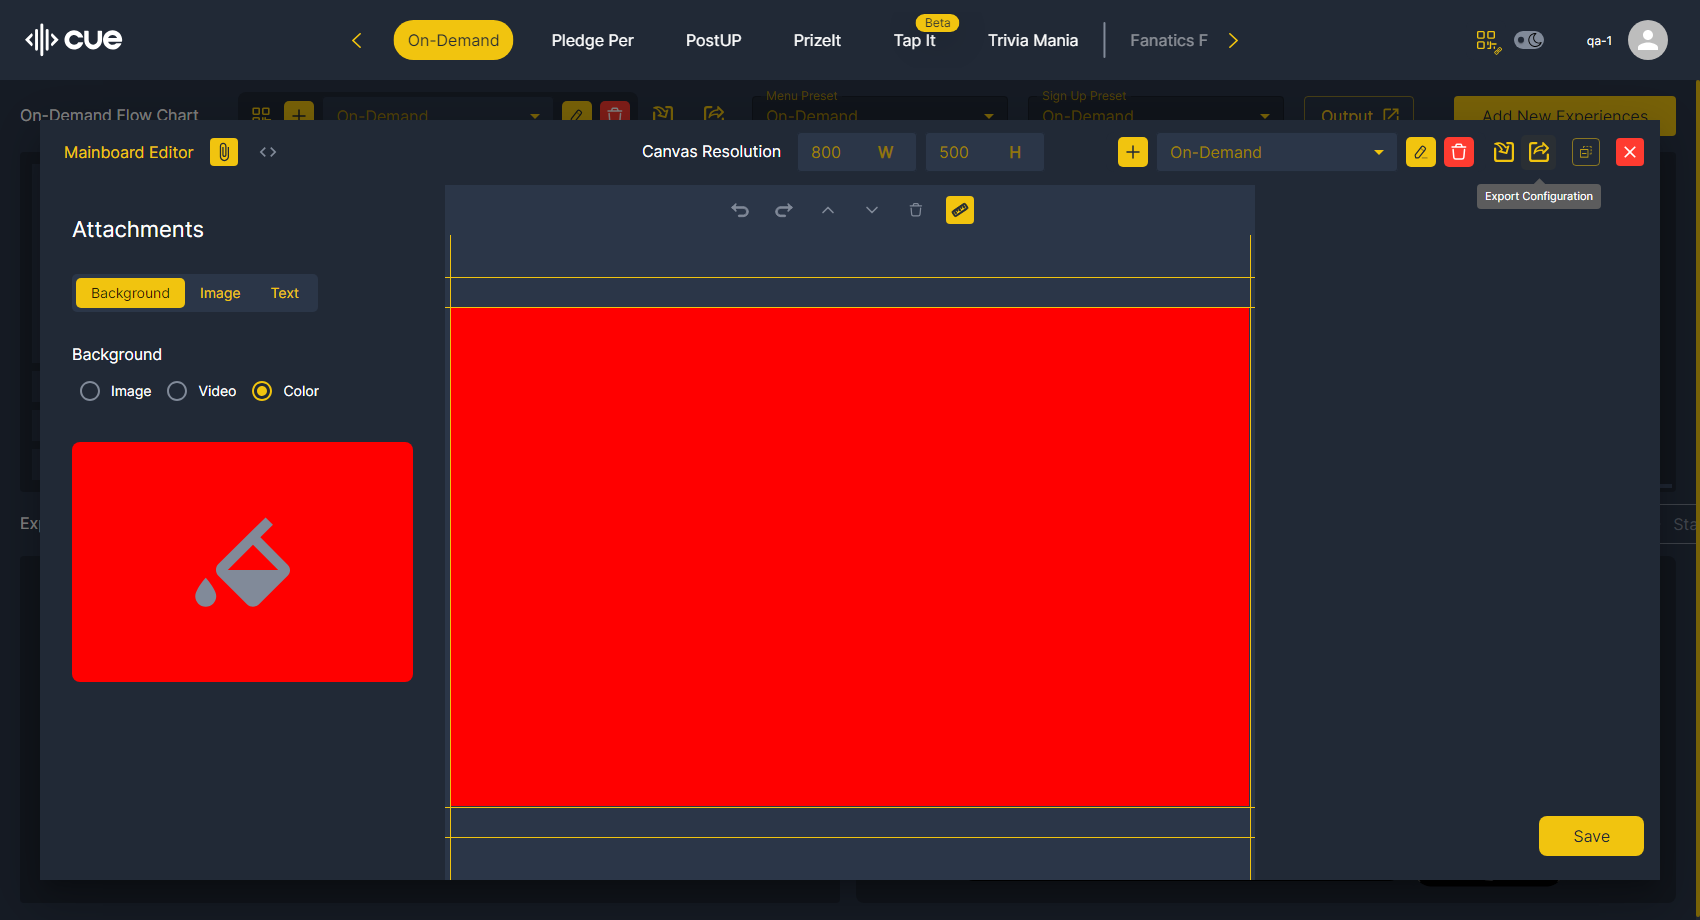 cue
On-Demand
Pledge Per
PostUP
PrizeIt
Beta
Tap It
Trivia Mania
Fanatics F
qa-1
On-Demand Flow Chart
On-Demand
Menu Preset
On-Demand
Sign Up Preset
On-Demand
Output
Add New Experiences
Mainboard Editor
Canvas Resolution
800 W
500 H
On-Demand
Export Configuration
Attachments
Background
Image
Text
Background
Image
Video
Color
Exp
Sta
Save